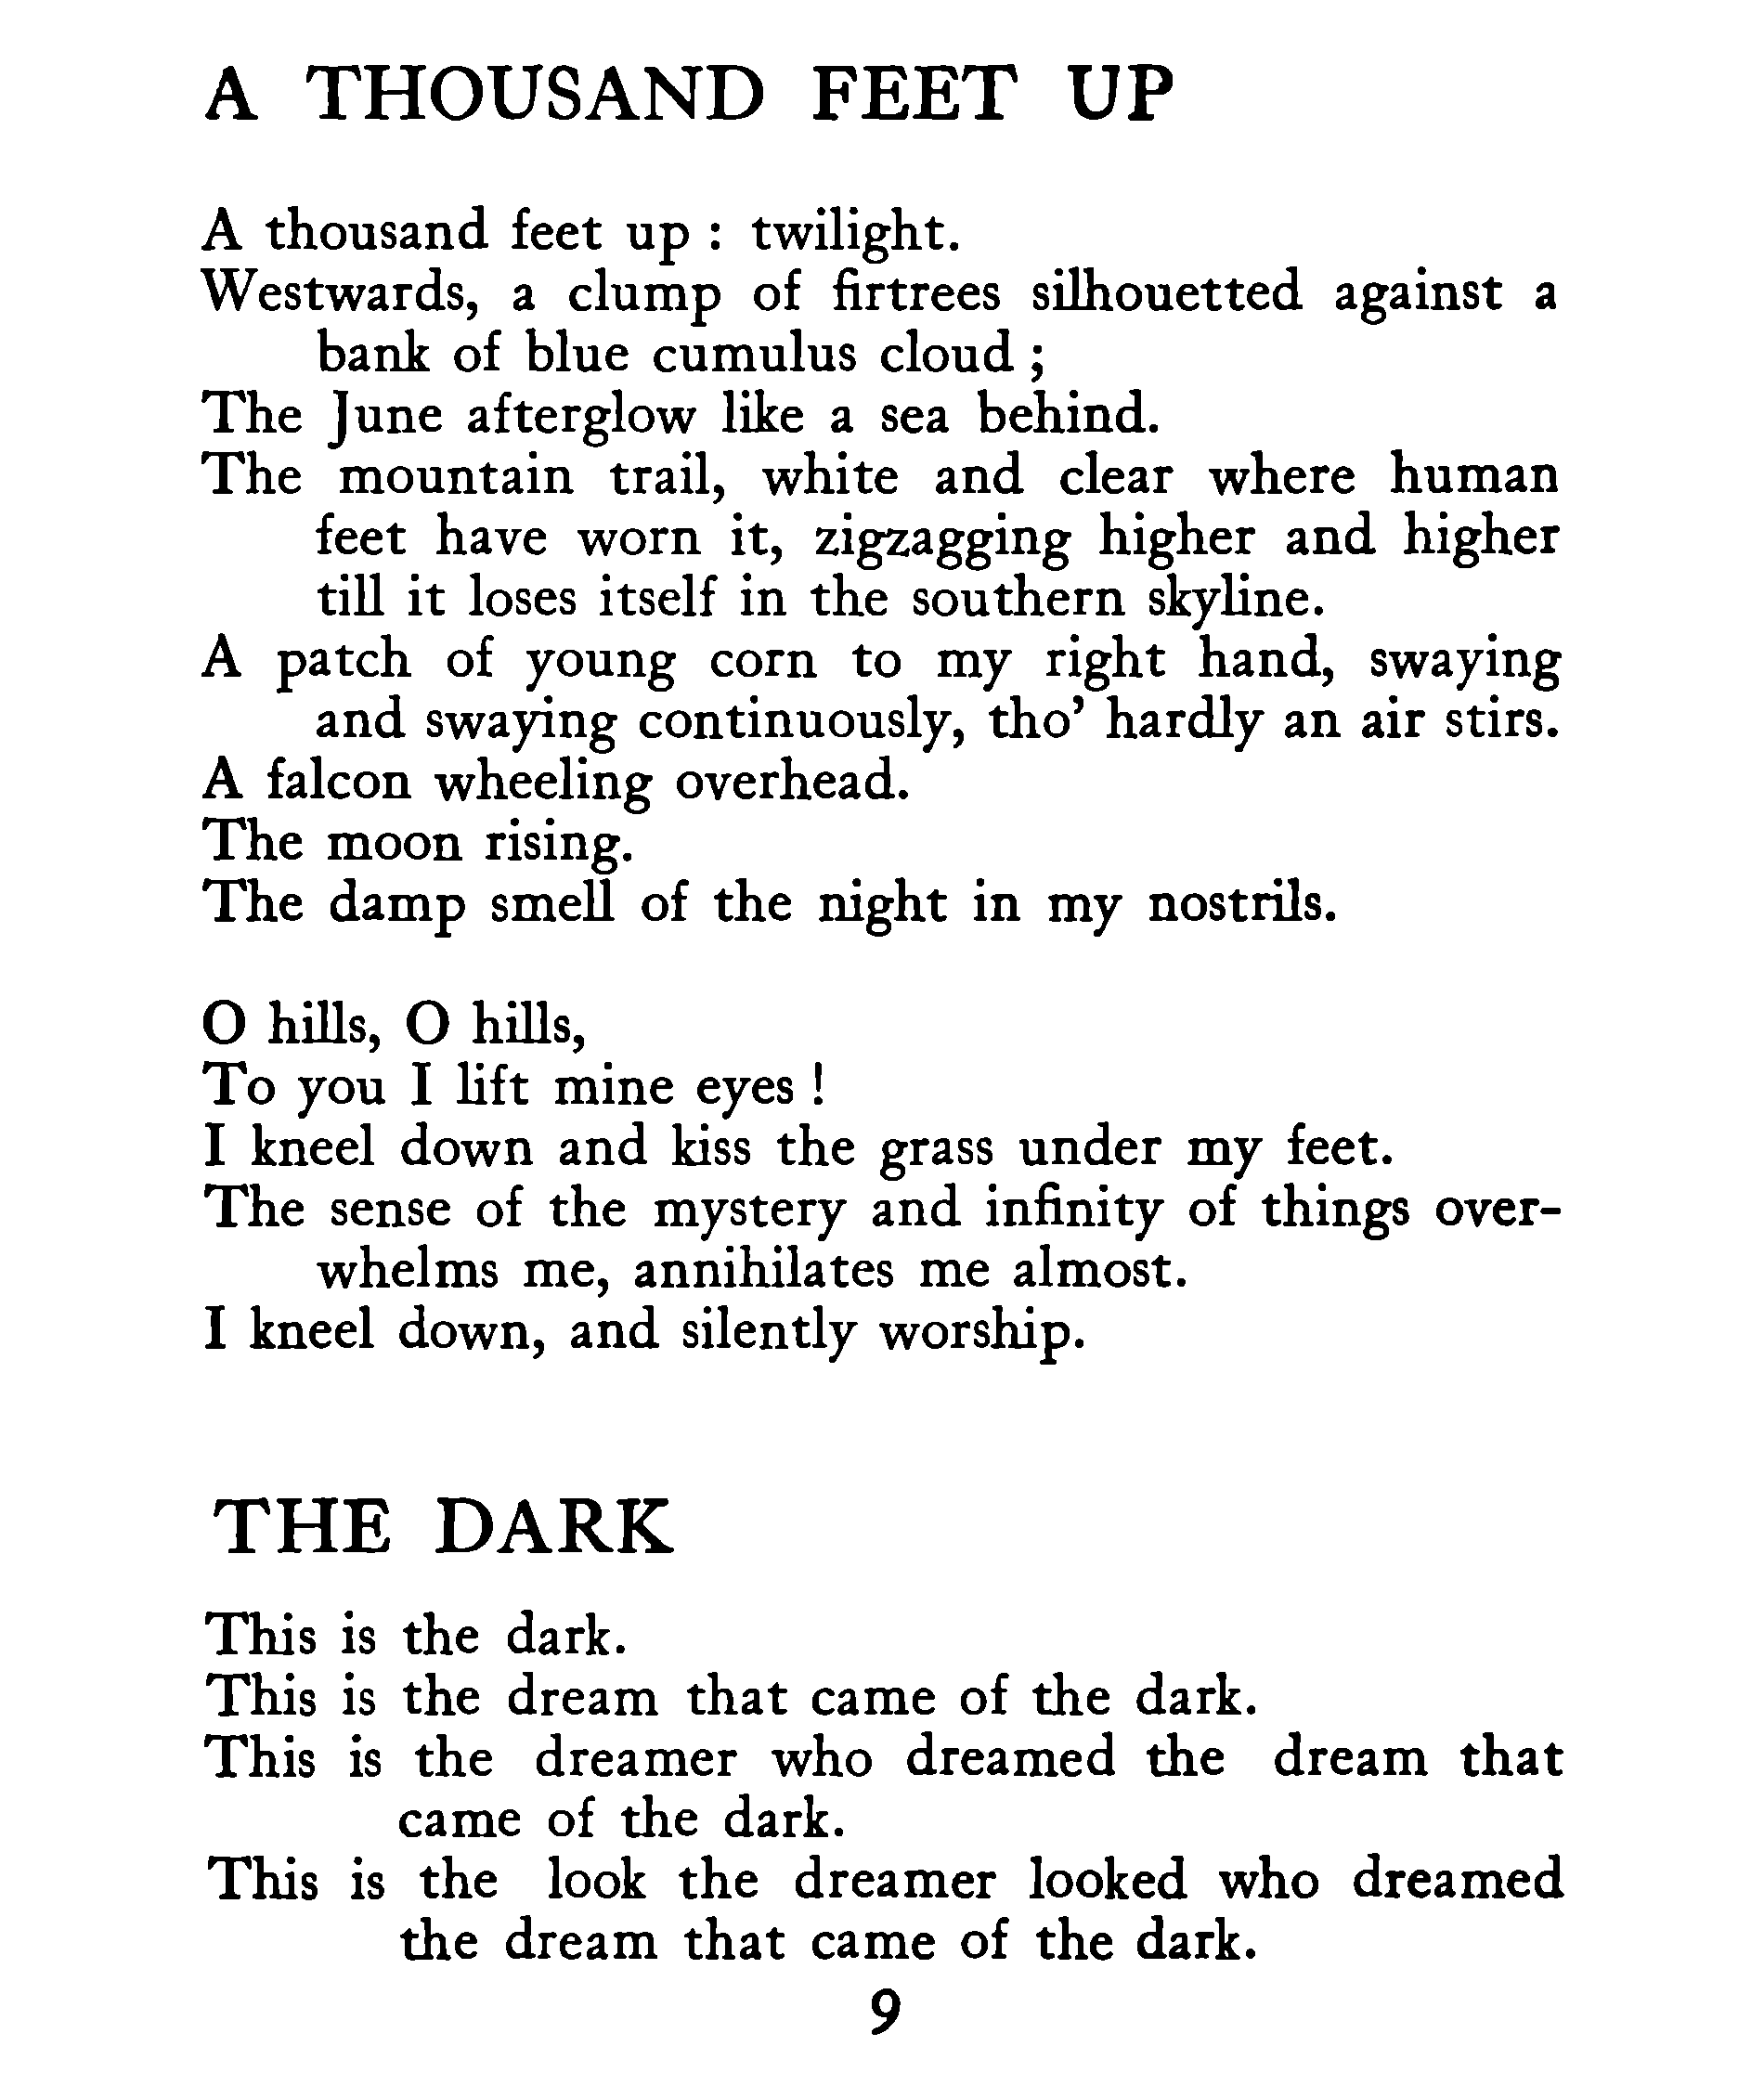 A THOUSAND FEET UP
A thousand feet up : twilight.
Westwards, a clump of firtrees silhouetted against a
bank of blue cumulus cloud ;
The June afterglow like a sea behind.
The mountain trail, white and clear where human
feet have worn it, zigzagging higher and higher
till it loses itself in the southern skyline.
A patch of young corn to my right hand, swaying
and swaying continuously, tho' hardly an air stirs.
A falcon wheeling overhead.
The moon rising.
The damp smell of the night in my nostrils.
O hills, O hills,
To you I lift mine eyes !
I kneel down and kiss the grass under my feet.
The sense of the mystery and infinity of things over-
whelms me, annihilates me almost.
I kneel down, and silently worship.
THE DARK
This is the dark.
This is the dream that came of the dark.
This is the dreamer who dreamed the dream that
came of the dark.
This is the look the dreamer looked who dreamed
the dream that came of the dark.
9